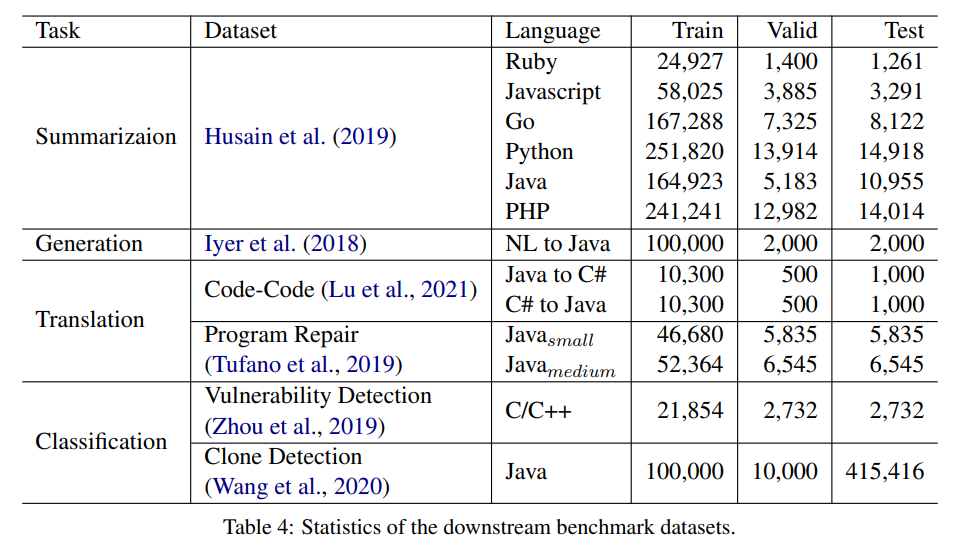 Task Dataset Language Train Valid Test
Summarizaion Husain et al. (2019)
Ruby 24,927 1,400 1,261
Javascript 58,025 3,885 3,291
Go 167,288 7,325 8,122
Python 251,820 13,914 14,918
Java 164,923 5,183 10,955
PHP 241,241 12,982 14,014
Generation Iyer et al. (2018) NL to Java 100,000 2,000 2,000
Translation
Code-Code (Lu et al., 2021)
Java to C# 10,300 500 1,000
C# to Java 10,300 500 1,000
Program Repair Java small 46,680 5,835 5,835
(Tufano et al., 2019) Java medium 52,364 6,545 6,545
Classification
Vulnerability Detection
(Zhou et al., 2019)
C/C++ 21,854 2,732 2,732
Clone Detection
(Wang et al., 2020)
Java 100,000 10,000 415,416
Table 4: Statistics of the downstream benchmark datasets.